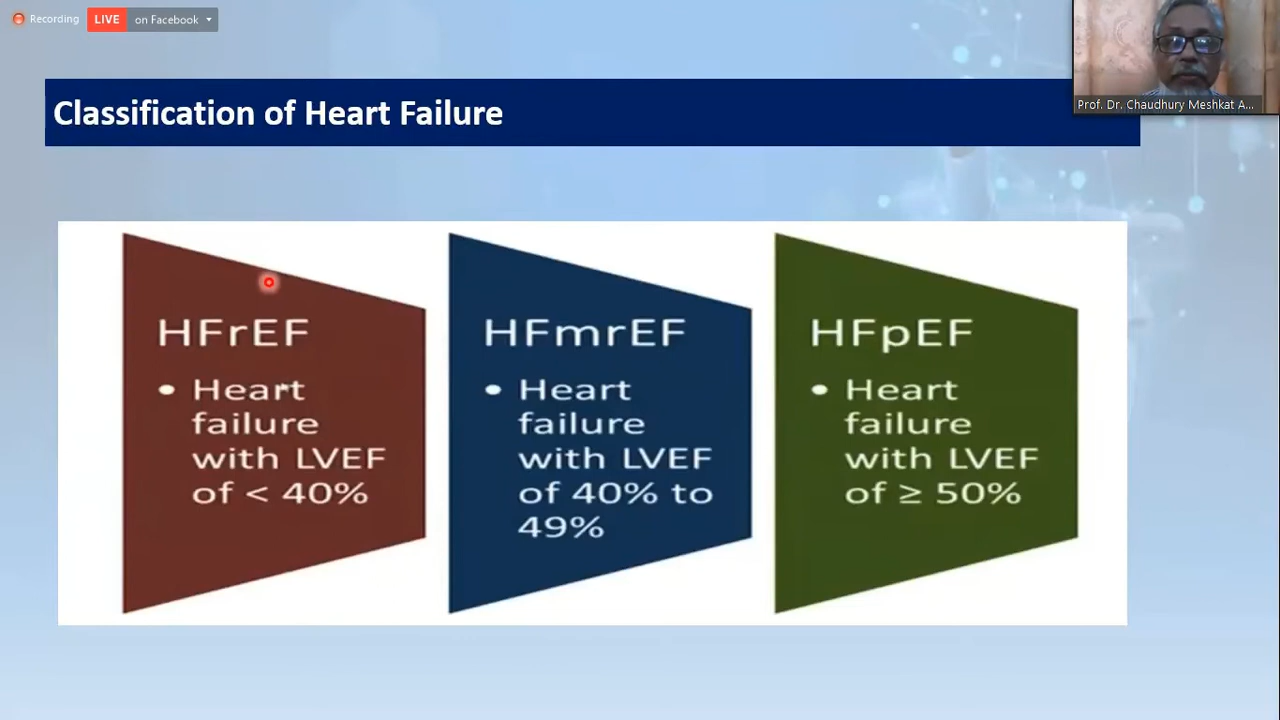 Recording
LIVE on Facebook
Prof. Dr. Chaudhury Meshkat A...
Classification of Heart Failure
HFrEF
• Heart
failure
with LVEF
of < 40%
HFmrEF
• Heart
failure
with LVEF
of 40% to
49%
HFpEF
• Heart
failure
with LVEF
of ≥ 50%